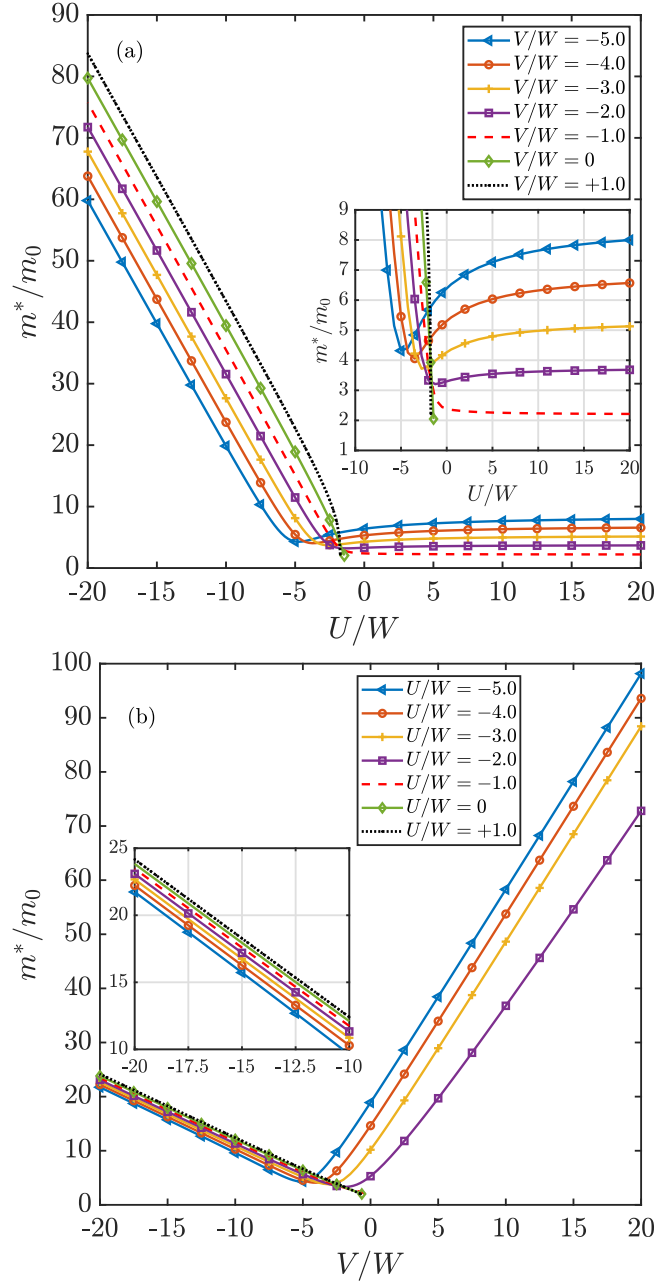 (a)
V/W = −5.0
V/W = −4.0
V/W = −3.0
V/W = −2.0
V/W = −1.0
V/W = 0
V/W = +1.0
90
80
70
60
50
40
30
20
10
0
m*/m₀
-20
-15
-10
-5
0
5
10
15
20
U/W
9
8
7
6
5
4
3
2
1
m*/m₀
-10
-5
0
5
10
15
20
U/W
(b)
U/W = −5.0
U/W = −4.0
U/W = −3.0
U/W = −2.0
U/W = −1.0
U/W = 0
U/W = +1.0
100
90
80
70
60
50
40
30
20
10
0
m*/m₀
25
20
15
10
-20
-17.5
-15
-12.5
-10
-20
-15
-10
-5
0
5
10
15
20
V/W